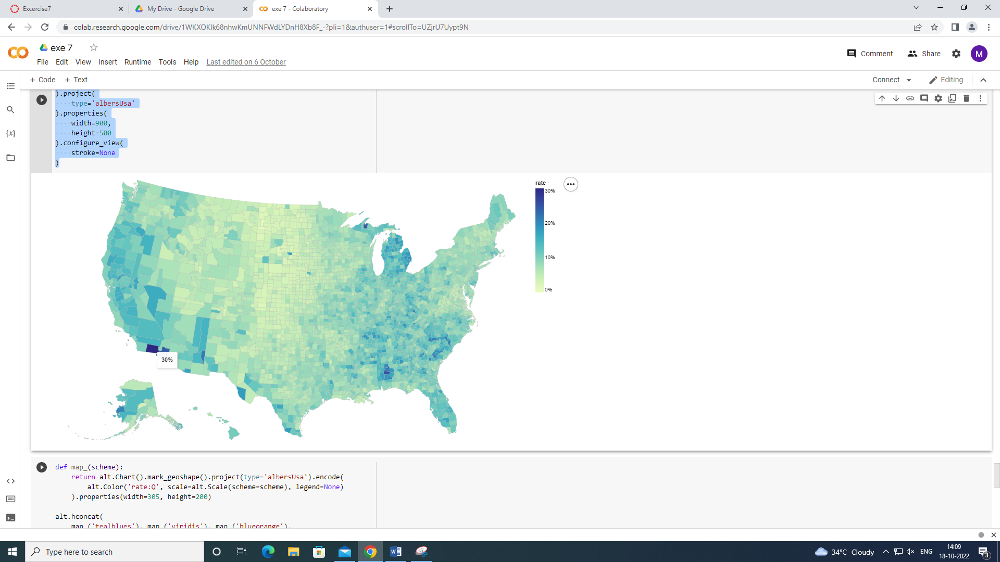 Excercise7
My Drive - Google Drive
exe 7 - Colaboratory
colab.research.google.com/drive/1WKXOKIk68nhwKmUNNFWdLYDnH8Xb8F_-?pli=1&authuser=1#scrollTo=UZjrU7Uypt9N
exe 7
File Edit View Insert Runtime Tools Help Last edited on 6 October
Comment Share M
+ Code + Text
Connect Editing
).project(
type='albersUsa'
).properties(
width=900,
height=500
).configure_view(
stroke=None
)
{x}
rate
30%
20%
10%
0%
30%
def map_(scheme):
return alt.Chart().mark_geoshape().project(type='albersUsa').encode(
alt.Color('rate:Q', scale=alt.Scale(scheme=scheme), legend=None)
).properties(width=305, height=200)
alt.hconcat(
map_('tealblues'), map_('viridis'), map_('blueorange'),
Type here to search
34°C Cloudy
ENG
14:09
18-10-2022
3